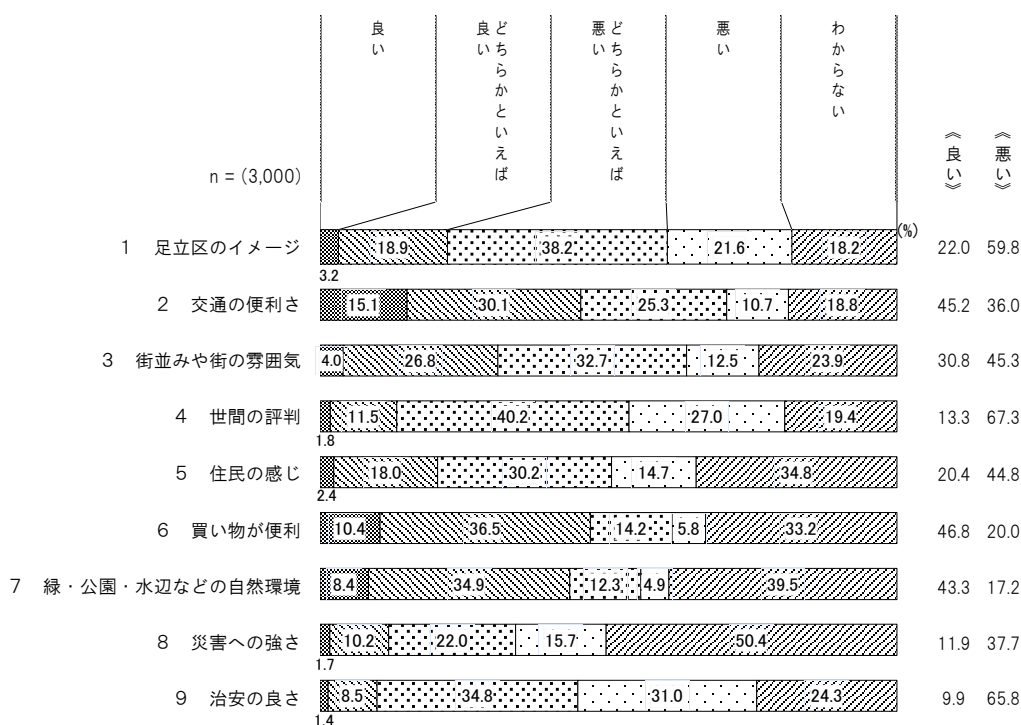 良い
どちらかといえば良い
どちらかといえば悪い
悪い
わからない
《良い》
《悪い》
n = (3,000)
(%)
1 足立区のイメージ 3.2 18.9 38.2 21.6 18.2 22.0 59.8
2 交通の便利さ 15.1 30.1 25.3 10.7 18.8 45.2 36.0
3 街並みや街の雰囲気 4.0 26.8 32.7 12.5 23.9 30.8 45.3
4 世間の評判 1.8 11.5 40.2 27.0 19.4 13.3 67.3
5 住民の感じ 2.4 18.0 30.2 14.7 34.8 20.4 44.8
6 買い物が便利 10.4 36.5 14.2 5.8 33.2 46.8 20.0
7 緑・公園・水辺などの自然環境 8.4 34.9 12.3 4.9 39.5 43.3 17.2
8 災害への強さ 1.7 10.2 22.0 15.7 50.4 11.9 37.7
9 治安の良さ 1.4 8.5 34.8 31.0 24.3 9.9 65.8